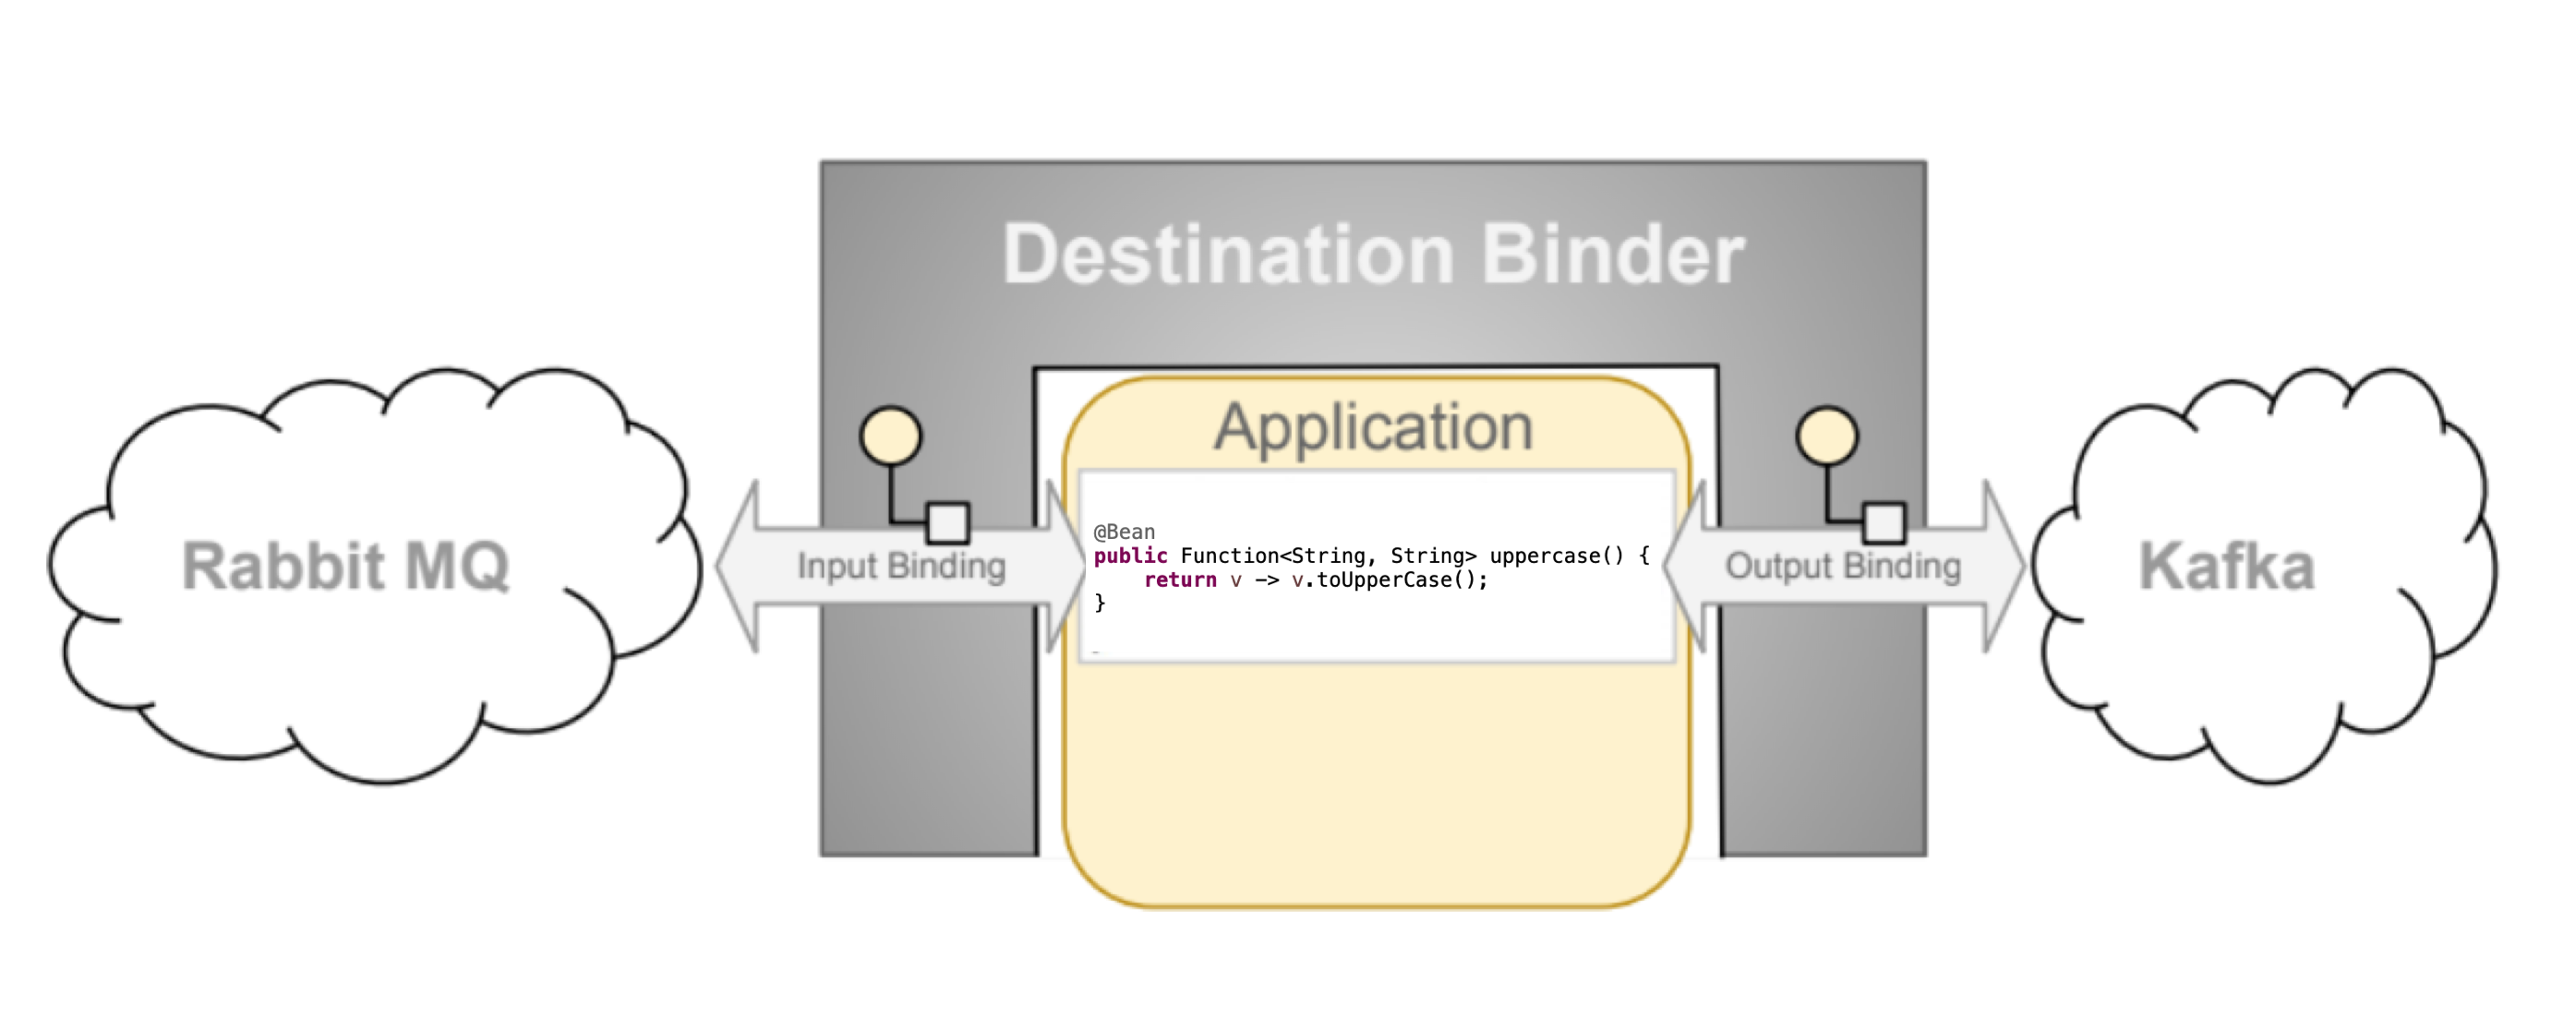 Destination Binder
Application
Rabbit MQ
Input Binding
@Bean
public Function<String, String> uppercase() {
    return v -> v.toUpperCase();
}
Output Binding
Kafka